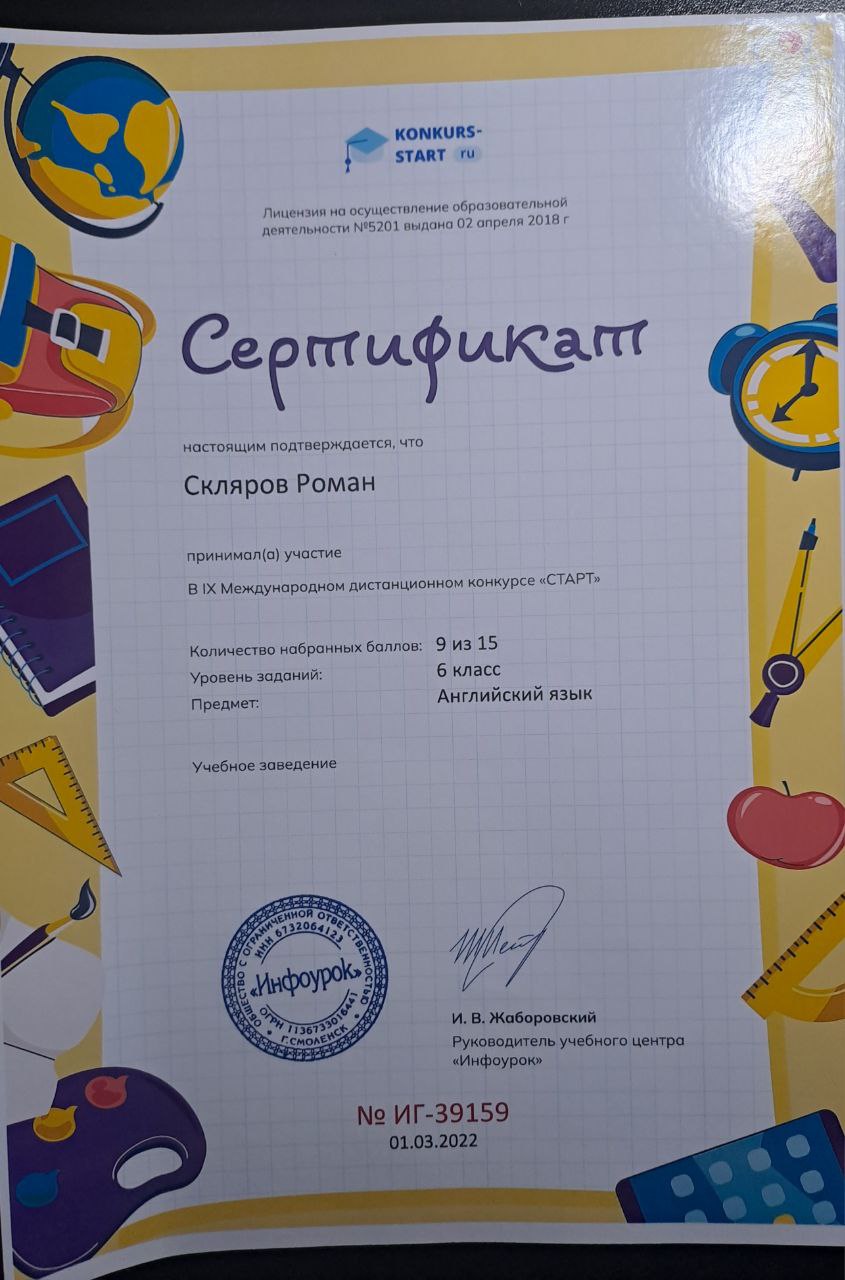 KONKURS-
START ru
Лицензия на осуществление образовательной
деятельности №5201 выдана 02 апреля 2018 г
Сертификат
настоящим подтверждается, что
Скляров Роман
принимал(а) участие
В IX Международном дистанционном конкурсе «СТАРТ»
Количество набранных баллов: 9 из 15
Уровень заданий: 6 класс
Предмет: Английский язык
Учебное заведение
ОБЩЕСТВО С ОГРАНИЧЕННОЙ ОТВЕТСТВЕННОСТЬЮ
ИНН 6732064123
«Инфоурок»
ОГРН 1136733016441
Г.СМОЛЕНСК
И. В. Жаборовский
Руководитель учебного центра
«Инфоурок»
№ ИГ-39159
01.03.2022